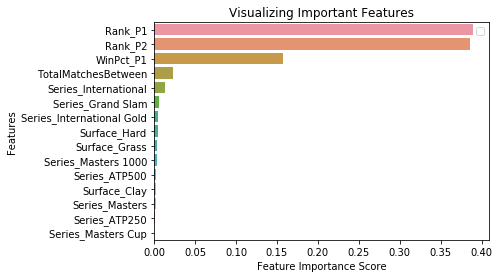 Visualizing Important Features
Rank_P1
Rank_P2
WinPct_P1
TotalMatchesBetween
Series_International
Series_Grand Slam
Series_International Gold
Surface_Hard
Surface_Grass
Series_Masters 1000
Series_ATP500
Surface_Clay
Series_Masters
Series_ATP250
Series_Masters Cup
Features
0.00 0.05 0.10 0.15 0.20 0.25 0.30 0.35 0.40
Feature Importance Score